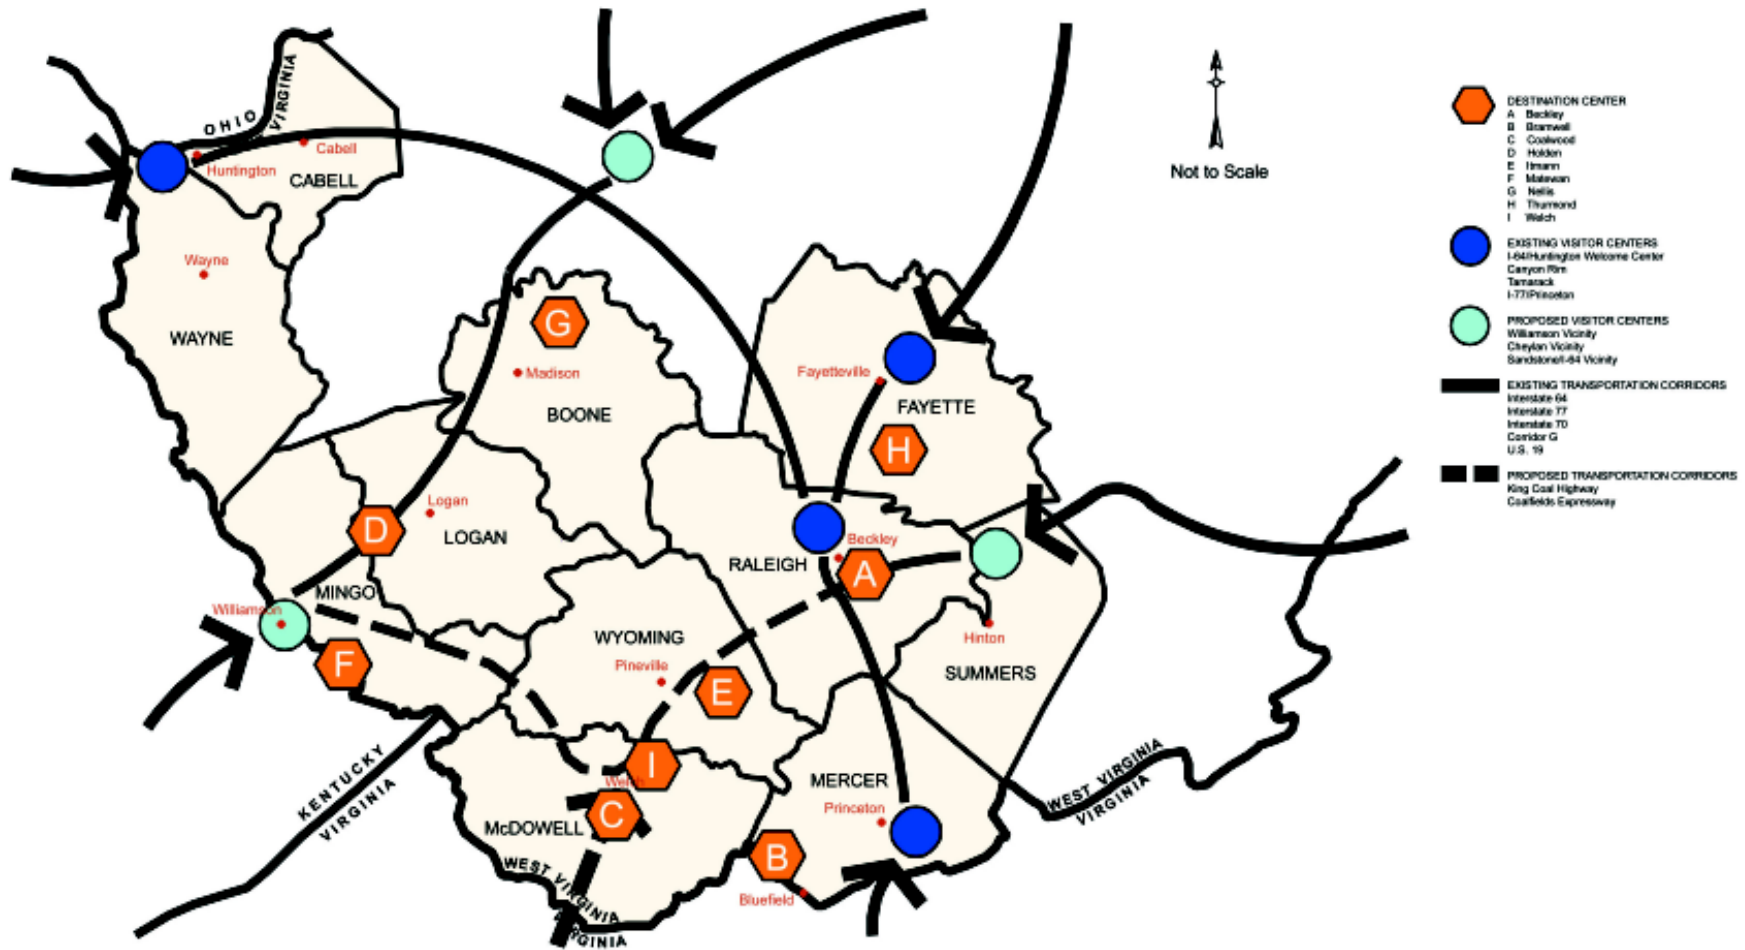 OHIO
VIRGINIA
Huntington
Cabell
CABELL
Wayne
WAYNE
Not to Scale
G
Madison
BOONE
Fayetteville
FAYETTE
H
D
Logan
LOGAN
MINGO
Williamson
F
RALEIGH
Beckley
A
Hinton
SUMMERS
WYOMING
Pineville
E
I
Welch
C
McDOWELL
MERCER
Princeton
B
Bluefield
KENTUCKY
VIRGINIA
WEST VIRGINIA
VIRGINIA
WEST VIRGINIA
VIRGINIA
DESTINATION CENTER
A Beckley
B Bramwell
C Coalwood
D Holden
E Itmann
F Matewan
G Nellis
H Thurmond
I Welch
EXISTING VISITOR CENTERS
I-64/Huntington Welcome Center
Canyon Rim
Tamarack
I-77/Princeton
PROPOSED VISITOR CENTERS
Williamson Vicinity
Cheylan Vicinity
Sandstone/I-64 Vicinity
EXISTING TRANSPORTATION CORRIDORS
Interstate 64
Interstate 77
Interstate 70
Corridor G
U.S. 19
PROPOSED TRANSPORTATION CORRIDORS
King Coal Highway
Coalfields Expressway